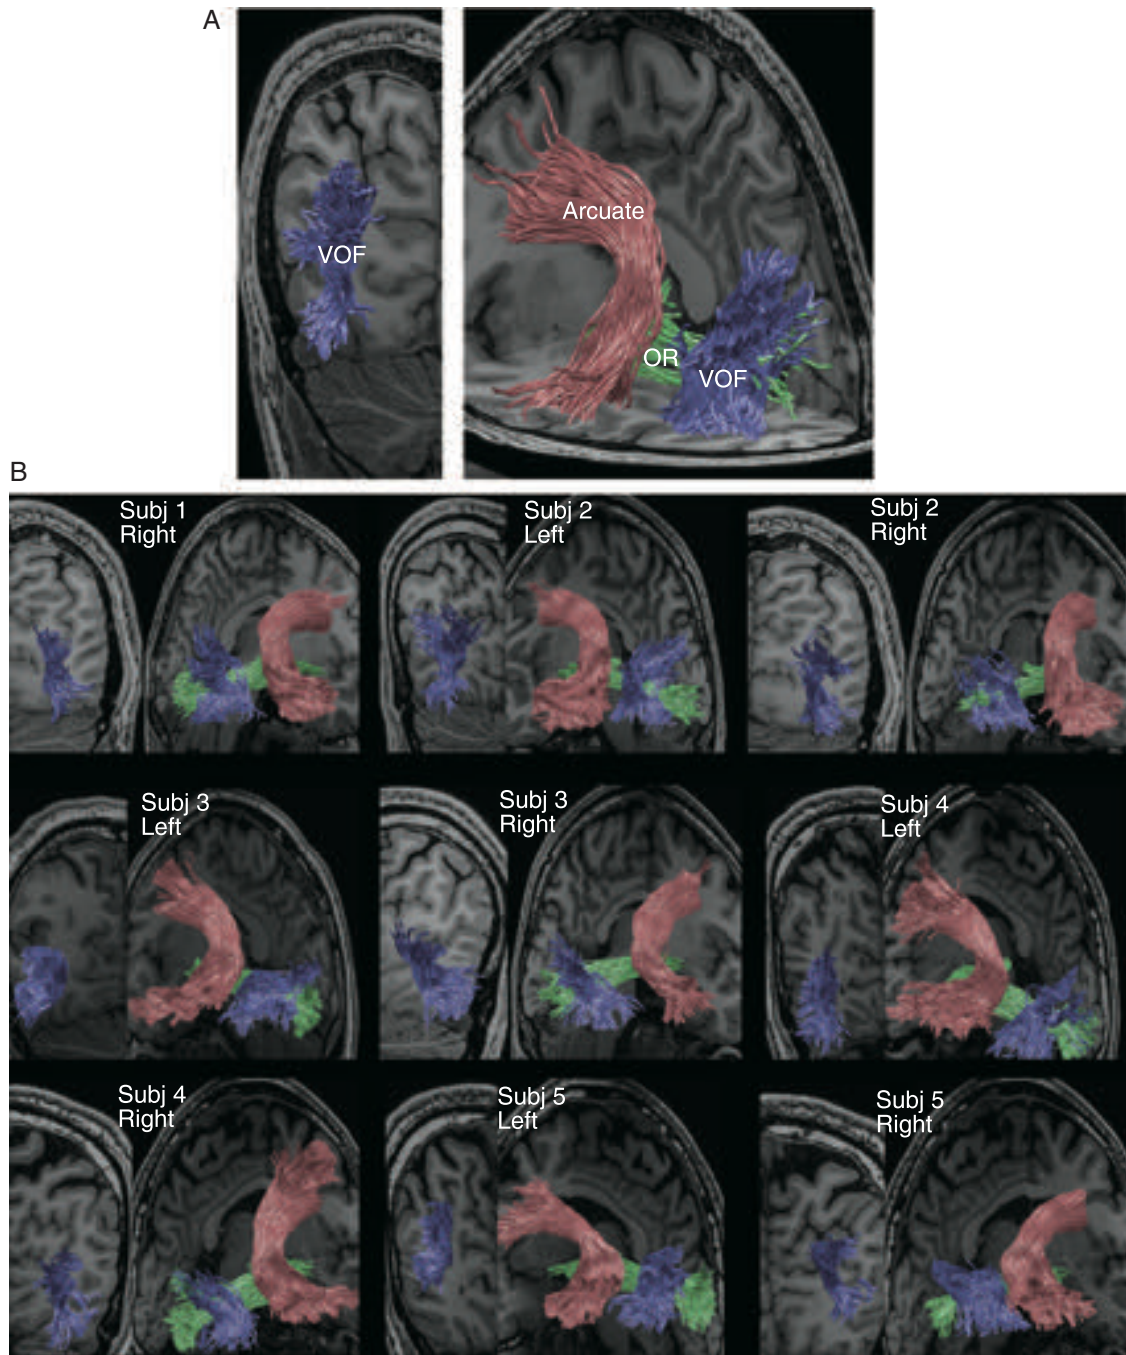 A
VOF
Arcuate
OR
VOF
B
Subj 1
Right
Subj 2
Left
Subj 2
Right
Subj 3
Left
Subj 3
Right
Subj 4
Left
Subj 4
Right
Subj 5
Left
Subj 5
Right